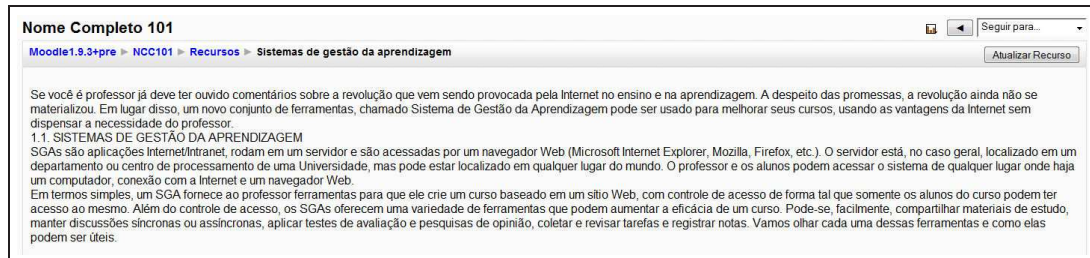 Nome Completo 101
Seguir para...
Moodle1.9.3+pre ► NCC101 ► Recursos ► Sistemas de gestão da aprendizagem
Atualizar Recurso
Se você é professor já deve ter ouvido comentários sobre a revolução que vem sendo provocada pela Internet no ensino e na aprendizagem. A despeito das promessas, a revolução ainda não se
materializou. Em lugar disso, um novo conjunto de ferramentas, chamado Sistema de Gestão da Aprendizagem pode ser usado para melhorar seus cursos, usando as vantagens da Internet sem
dispensar a necessidade do professor.
1.1. SISTEMAS DE GESTÃO DA APRENDIZAGEM
SGAs são aplicações Internet/Intranet, rodam em um servidor e são acessadas por um navegador Web (Microsoft Internet Explorer, Mozilla, Firefox, etc.). O servidor está, no caso geral, localizado em um
departamento ou centro de processamento de uma Universidade, mas pode estar localizado em qualquer lugar do mundo. O professor e os alunos podem acessar o sistema de qualquer lugar onde haja
um computador, conexão com a Internet e um navegador Web.
Em termos simples, um SGA fornece ao professor ferramentas para que ele crie um curso baseado em um sítio Web, com controle de acesso de forma tal que somente os alunos do curso podem ter
acesso ao mesmo. Além do controle de acesso, os SGAs oferecem uma variedade de ferramentas que podem aumentar a eficácia de um curso. Pode-se, facilmente, compartilhar materiais de estudo,
manter discussões síncronas ou assíncronas, aplicar testes de avaliação e pesquisas de opinião, coletar e revisar tarefas e registrar notas. Vamos olhar cada uma dessas ferramentas e como elas
podem ser úteis.